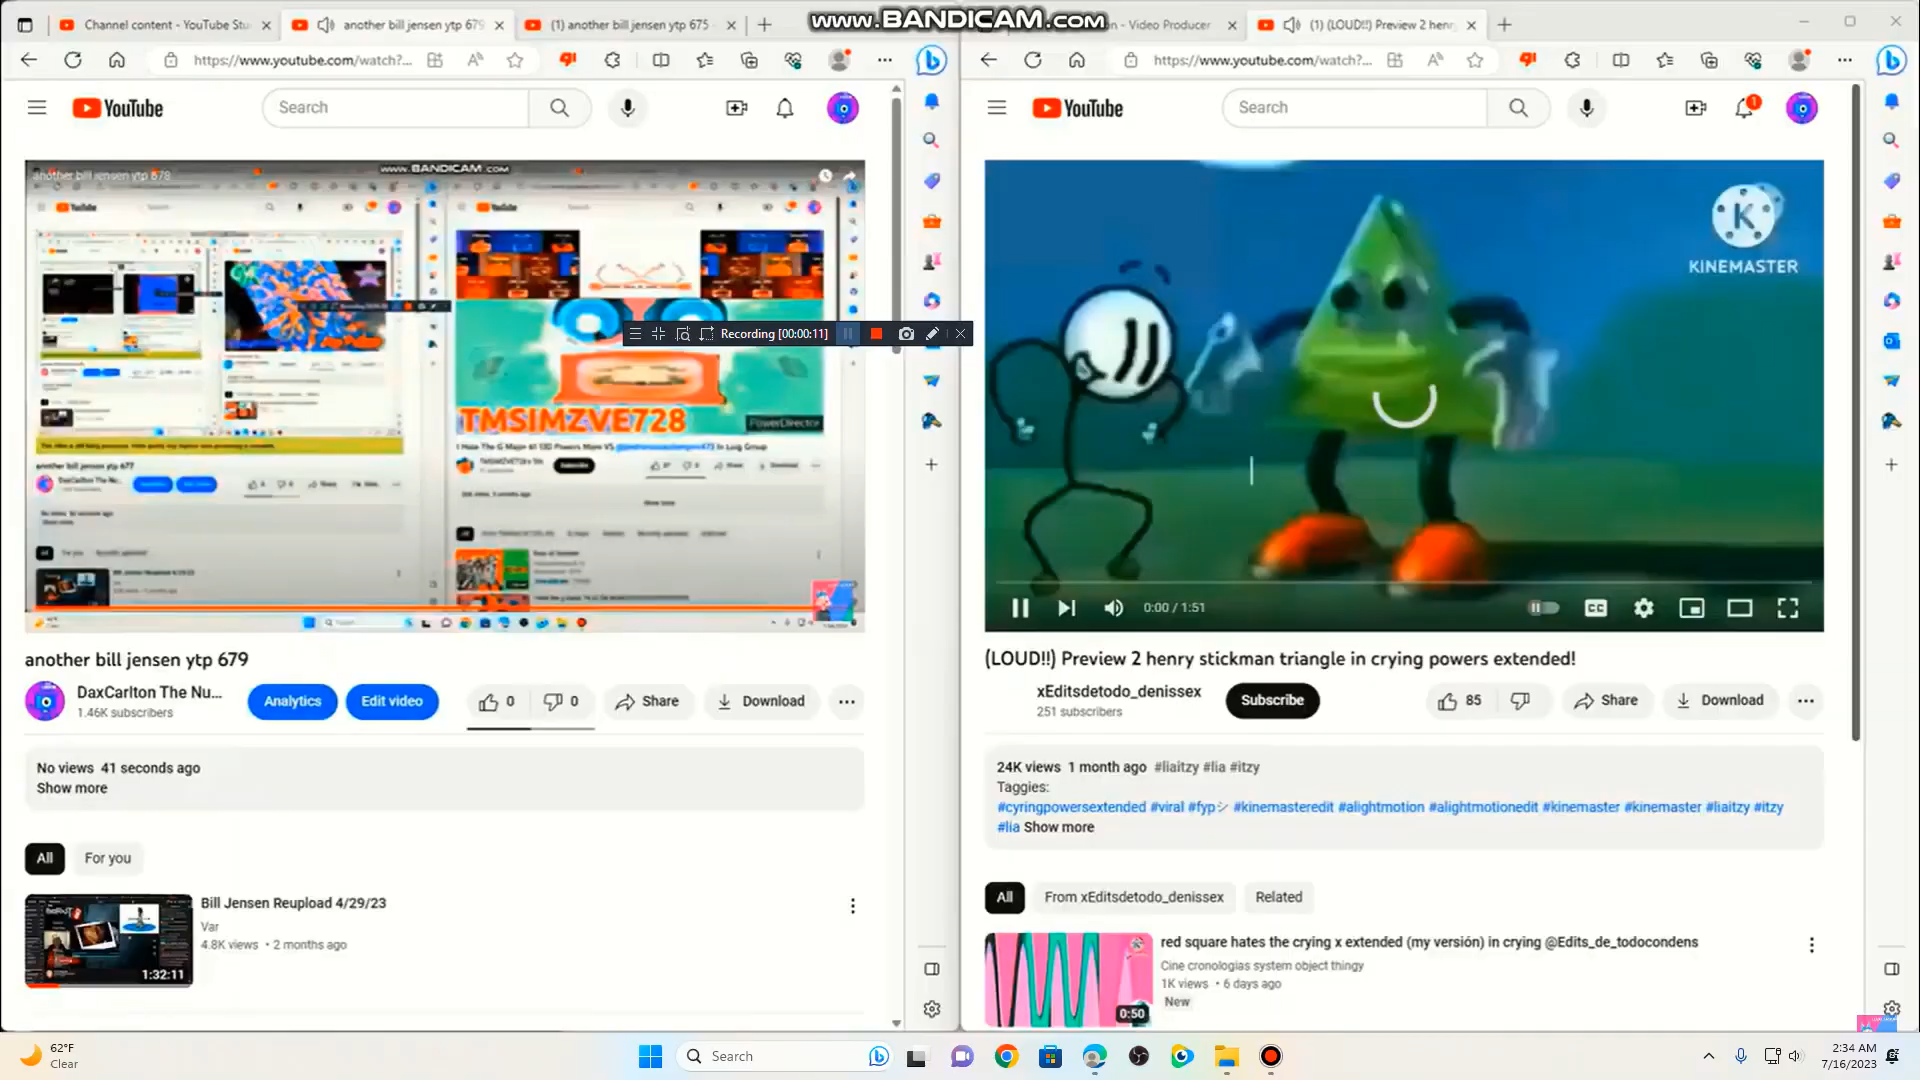 Channel content - YouTube Stu
another bill jensen ytp 679
(1) another bill jensen ytp 675 -
www.BANDICAM.com
on - Video Producer
(1) (LOUD!!) Preview 2 henry
https://www.youtube.com/watch?...
https://www.youtube.com/watch?...
YouTube
Search
YouTube
Search
1
another bill jensen ytp 678
www.BANDICAM.com
Recording [00:00:11]
TMSIMZVE728
PowerDirector
another bill jensen ytp 677
K
KINEMASTER
0:00 / 1:51
CC
another bill jensen ytp 679
DaxCarlton The Nu...
1.46K subscribers
Analytics
Edit video
0
0
Share
Download
No views 41 seconds ago
Show more
All
For you
Bill Jensen Reupload 4/29/23
Var
4.8K views • 2 months ago
1:32:11
(LOUD!!) Preview 2 henry stickman triangle in crying powers extended!
xEditsdetodo_denissex
251 subscribers
Subscribe
85
Share
Download
24K views 1 month ago #liaitzy #lia #itzy
Taggies:
#cyringpowersextended #viral #fypシ #kinemasteredit #alightmotion #alightmotionedit #kinemaster #kinemaster #liaitzy #itzy
#lia Show more
All
From xEditsdetodo_denissex
Related
red square hates the crying x extended (my versión) in crying @Edits_de_todocondens
Cine cronologias system object thingy
1K views • 6 days ago
New
0:50
62°F
Clear
Search
2:34 AM
7/16/2023